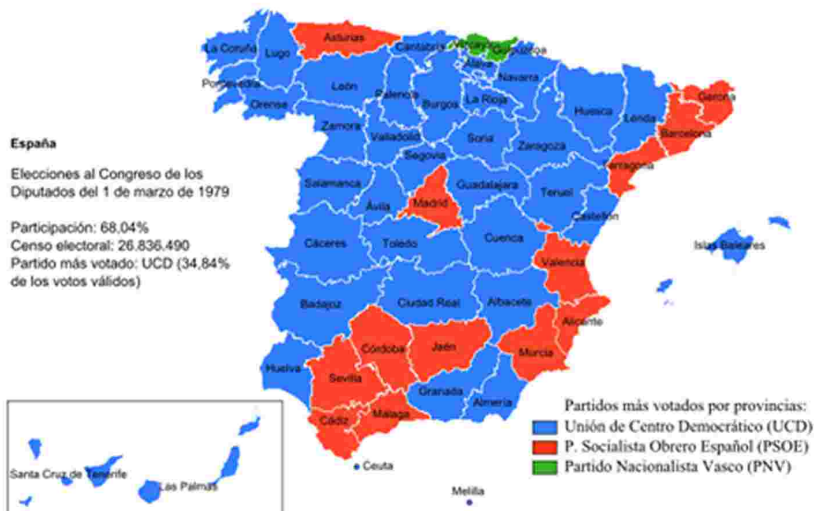 Asturias
Cantabria
Vizcaya
Guipuzcoa
La Coruña
Lugo
Álava
Navarra
Pontevedra
León
Palencia
Burgos
La Rioja
Huesca
Lérida
Gerona
Orense
Barcelona
Zamora
Valladolid
Soria
Zaragoza
España
Segovia
Tarragona
Elecciones al Congreso de los
Diputados del 1 de marzo de 1979
Salamanca
Guadalajara
Teruel
Ávila
Madrid
Castellón
Participación: 68,04%
Censo electoral: 26.836.490
Partido más votado: UCD (34,84%
de los votos válidos)
Cáceres
Toledo
Cuenca
Islas Baleares
Valencia
Badajoz
Ciudad Real
Albacete
Alicante
Córdoba
Jaén
Murcia
Huelva
Sevilla
Granada
Almería
Cádiz
Málaga
Partidos más votados por provincias:
Unión de Centro Democrático (UCD)
P. Socialista Obrero Español (PSOE)
Partido Nacionalista Vasco (PNV)
Santa Cruz de Tenerife
Las Palmas
Ceuta
Melilla